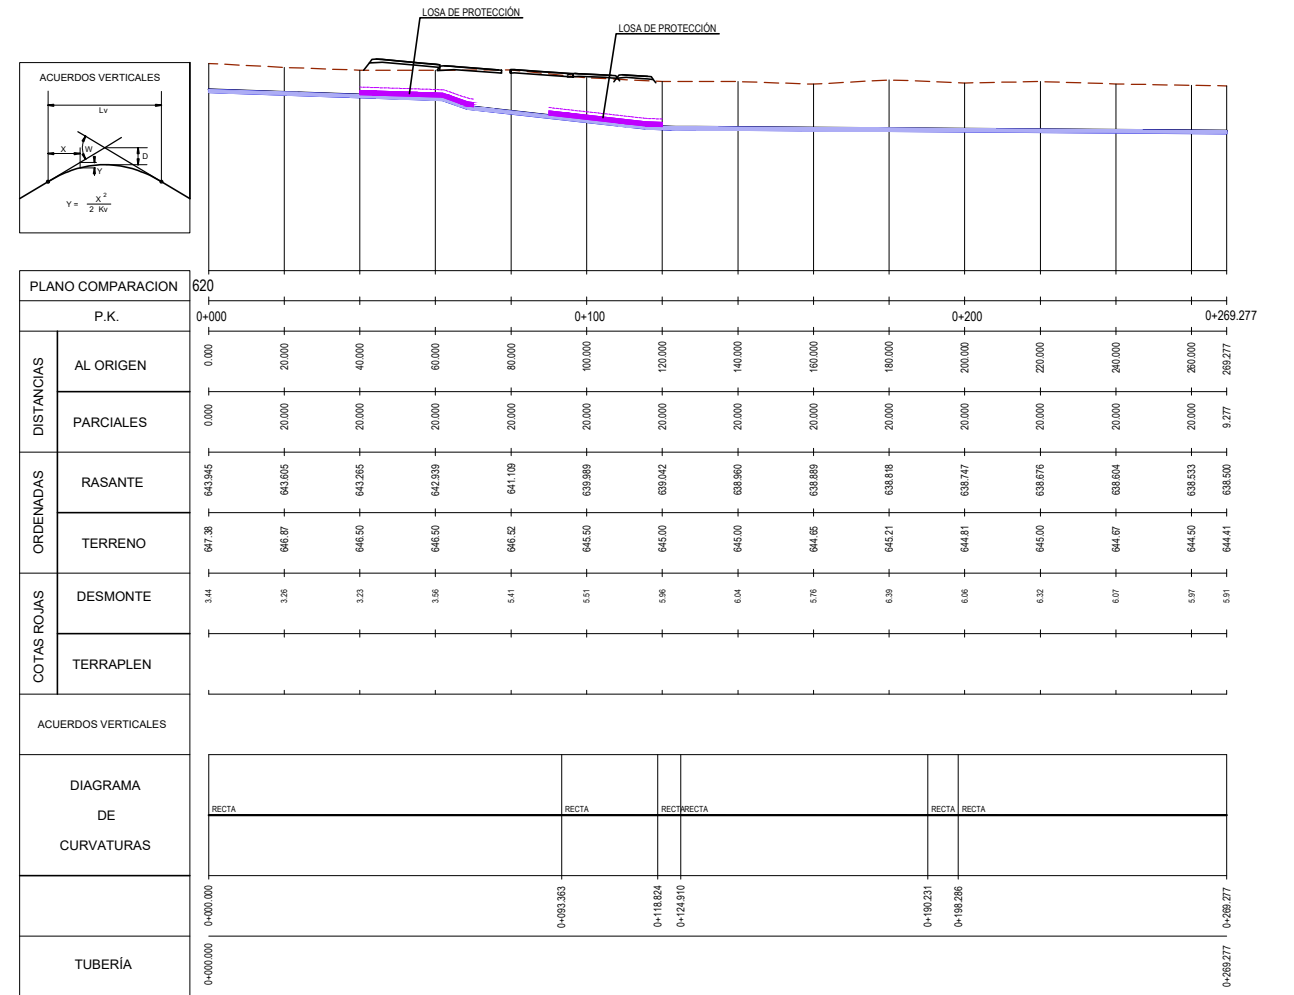 LOSA DE PROTECCIÓN
LOSA DE PROTECCIÓN
ACUERDOS VERTICALES
Lv
X
W
D
Y
Y = X 2
2 Kv
PLANO COMPARACION 620
P.K. 0+000 0+100 0+200 0+269.277
DISTANCIAS
AL ORIGEN 0.000 20.000 40.000 60.000 80.000 100.000 120.000 140.000 160.000 180.000 200.000 220.000 240.000 260.000 269.277
PARCIALES 0.000 20.000 20.000 20.000 20.000 20.000 20.000 20.000 20.000 20.000 20.000 20.000 20.000 20.000 9.277
ORDENADAS
RASANTE 643.945 643.605 643.265 642.939 641.109 639.989 639.042 638.960 638.889 638.818 638.747 638.676 638.604 638.533 638.500
TERRENO 647.38 646.87 646.50 646.50 646.52 645.50 645.00 645.00 644.65 645.21 644.81 645.00 644.67 644.50 644.41
COTAS ROJAS
DESMONTE 3.44 3.26 3.23 3.56 5.41 5.51 5.96 6.04 5.76 6.39 6.06 6.32 6.07 5.97 5.91
TERRAPLEN
ACUERDOS VERTICALES
DIAGRAMA
DE
CURVATURAS
RECTA RECTA RECTA RECTA RECTA RECTA
0+000.000 0+093.363 0+118.824 0+124.910 0+190.231 0+198.286 0+269.277
TUBERÍA 0+000.000 0+269.277